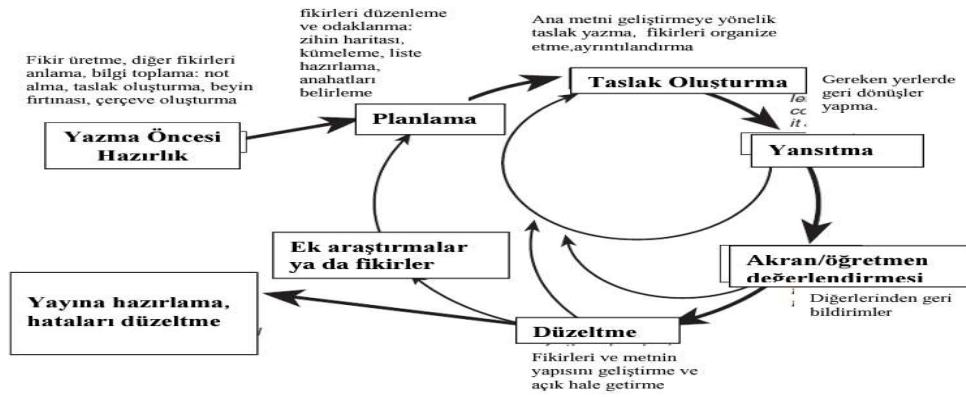 Fikir üretme, diğer fikirleri
anlama, bilgi toplama: not
alma, taslak oluşturma, beyin
fırtınası, çerçeve oluşturma
Yazma Öncesi
Hazırlık
fikirleri düzenleme
ve odaklanma:
zihin haritası,
kümeleme, liste
hazırlama,
anahatları
belirleme
Planlama
Ana metni geliştirmeye yönelik
taslak yazma, fikirleri organize
etme,ayrıntılandırma
Taslak Oluşturma
Gereken yerlerde
geri dönüşler
yapma.
Yansıtma
Akran/öğretmen
değerlendirmesi
Diğerlerinden geri
bildirimler
Düzeltme
Fikirleri ve metnin
yapısını geliştirme ve
açık hale getirme
Ek araştırmalar
ya da fikirler
Yayına hazırlama,
hataları düzeltme